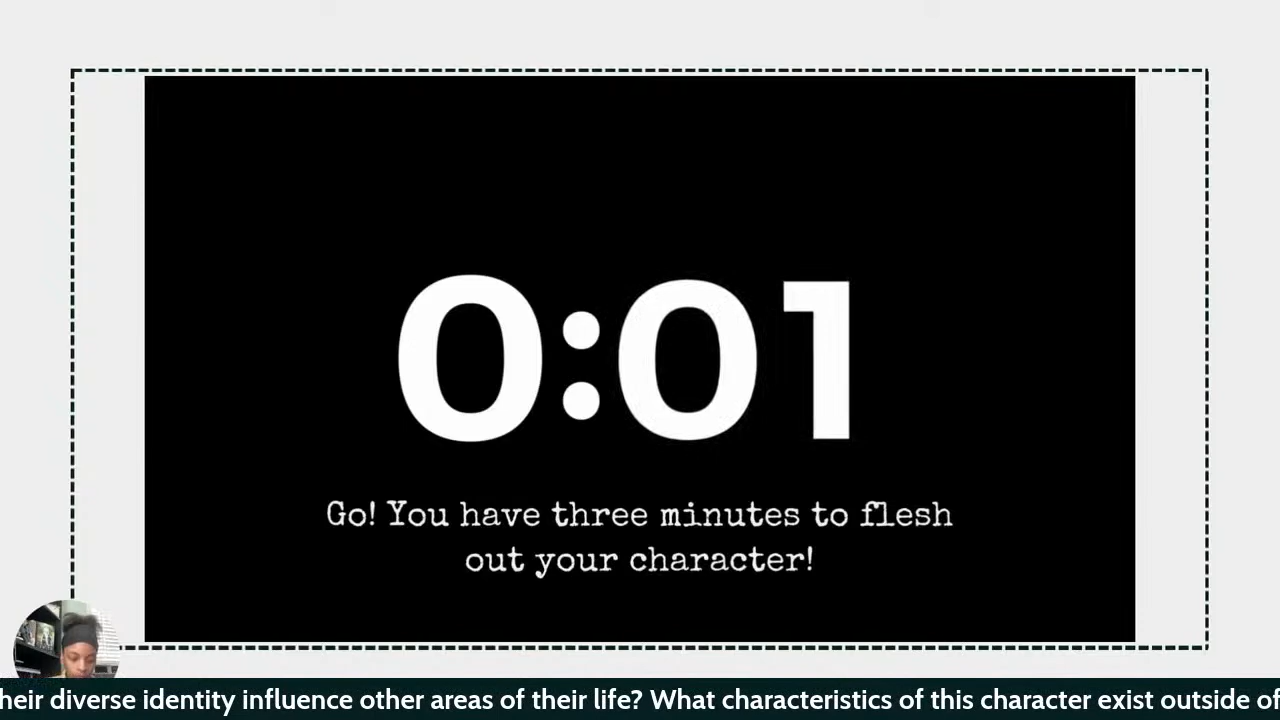 0:01
Go! You have three minutes to flesh
out your character!
heir diverse identity influence other areas of their life? What characteristics of this character exist outside of